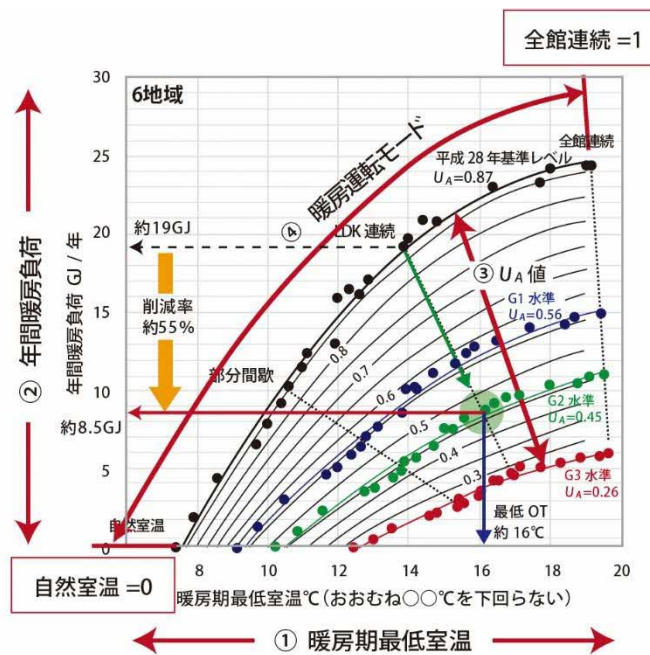 全館連続 =1
6地域
30
25
20
15
10
5
0
② 年間暖房負荷
年間暖房負荷 GJ / 年
④ 暖房運転モード
全館連続
平成 28 年基準レベル
UA=0.87
約19GJ
LDK 連続
③ UA 値
削減率
約55%
G1 水準
UA=0.56
部分間歇
0.8
0.7
0.6
0.5
0.4
0.3
G2 水準
UA=0.45
約8.5GJ
G3 水準
UA=0.26
最低 OT
約 16℃
自然室温
自然室温 =0
8
10
12
14
16
18
20
暖房期最低室温℃(おおむね○○℃を下回らない)
① 暖房期最低室温